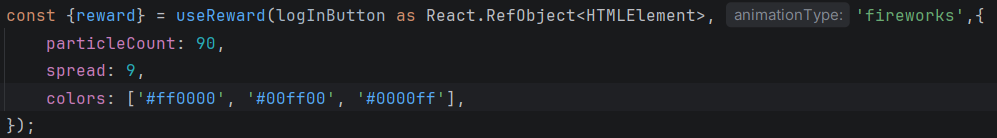 const {reward} = useReward(logInButton as React.RefObject<HTMLElement>, animationType: 'fireworks',{
    particleCount: 90,
    spread: 9,
    colors: ['#ff0000', '#00ff00', '#0000ff'],
});